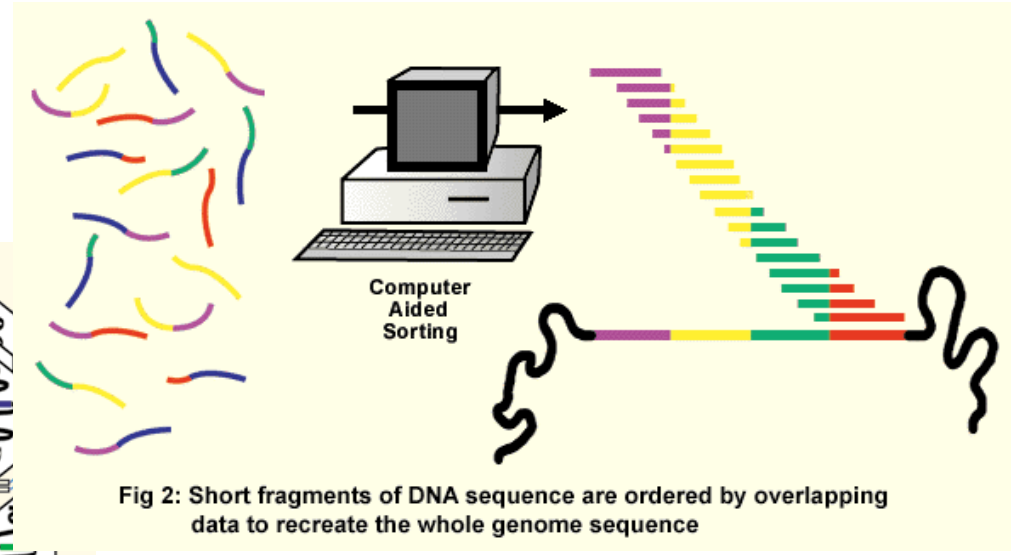 Computer
Aided
Sorting
Fig 2: Short fragments of DNA sequence are ordered by overlapping
data to recreate the whole genome sequence